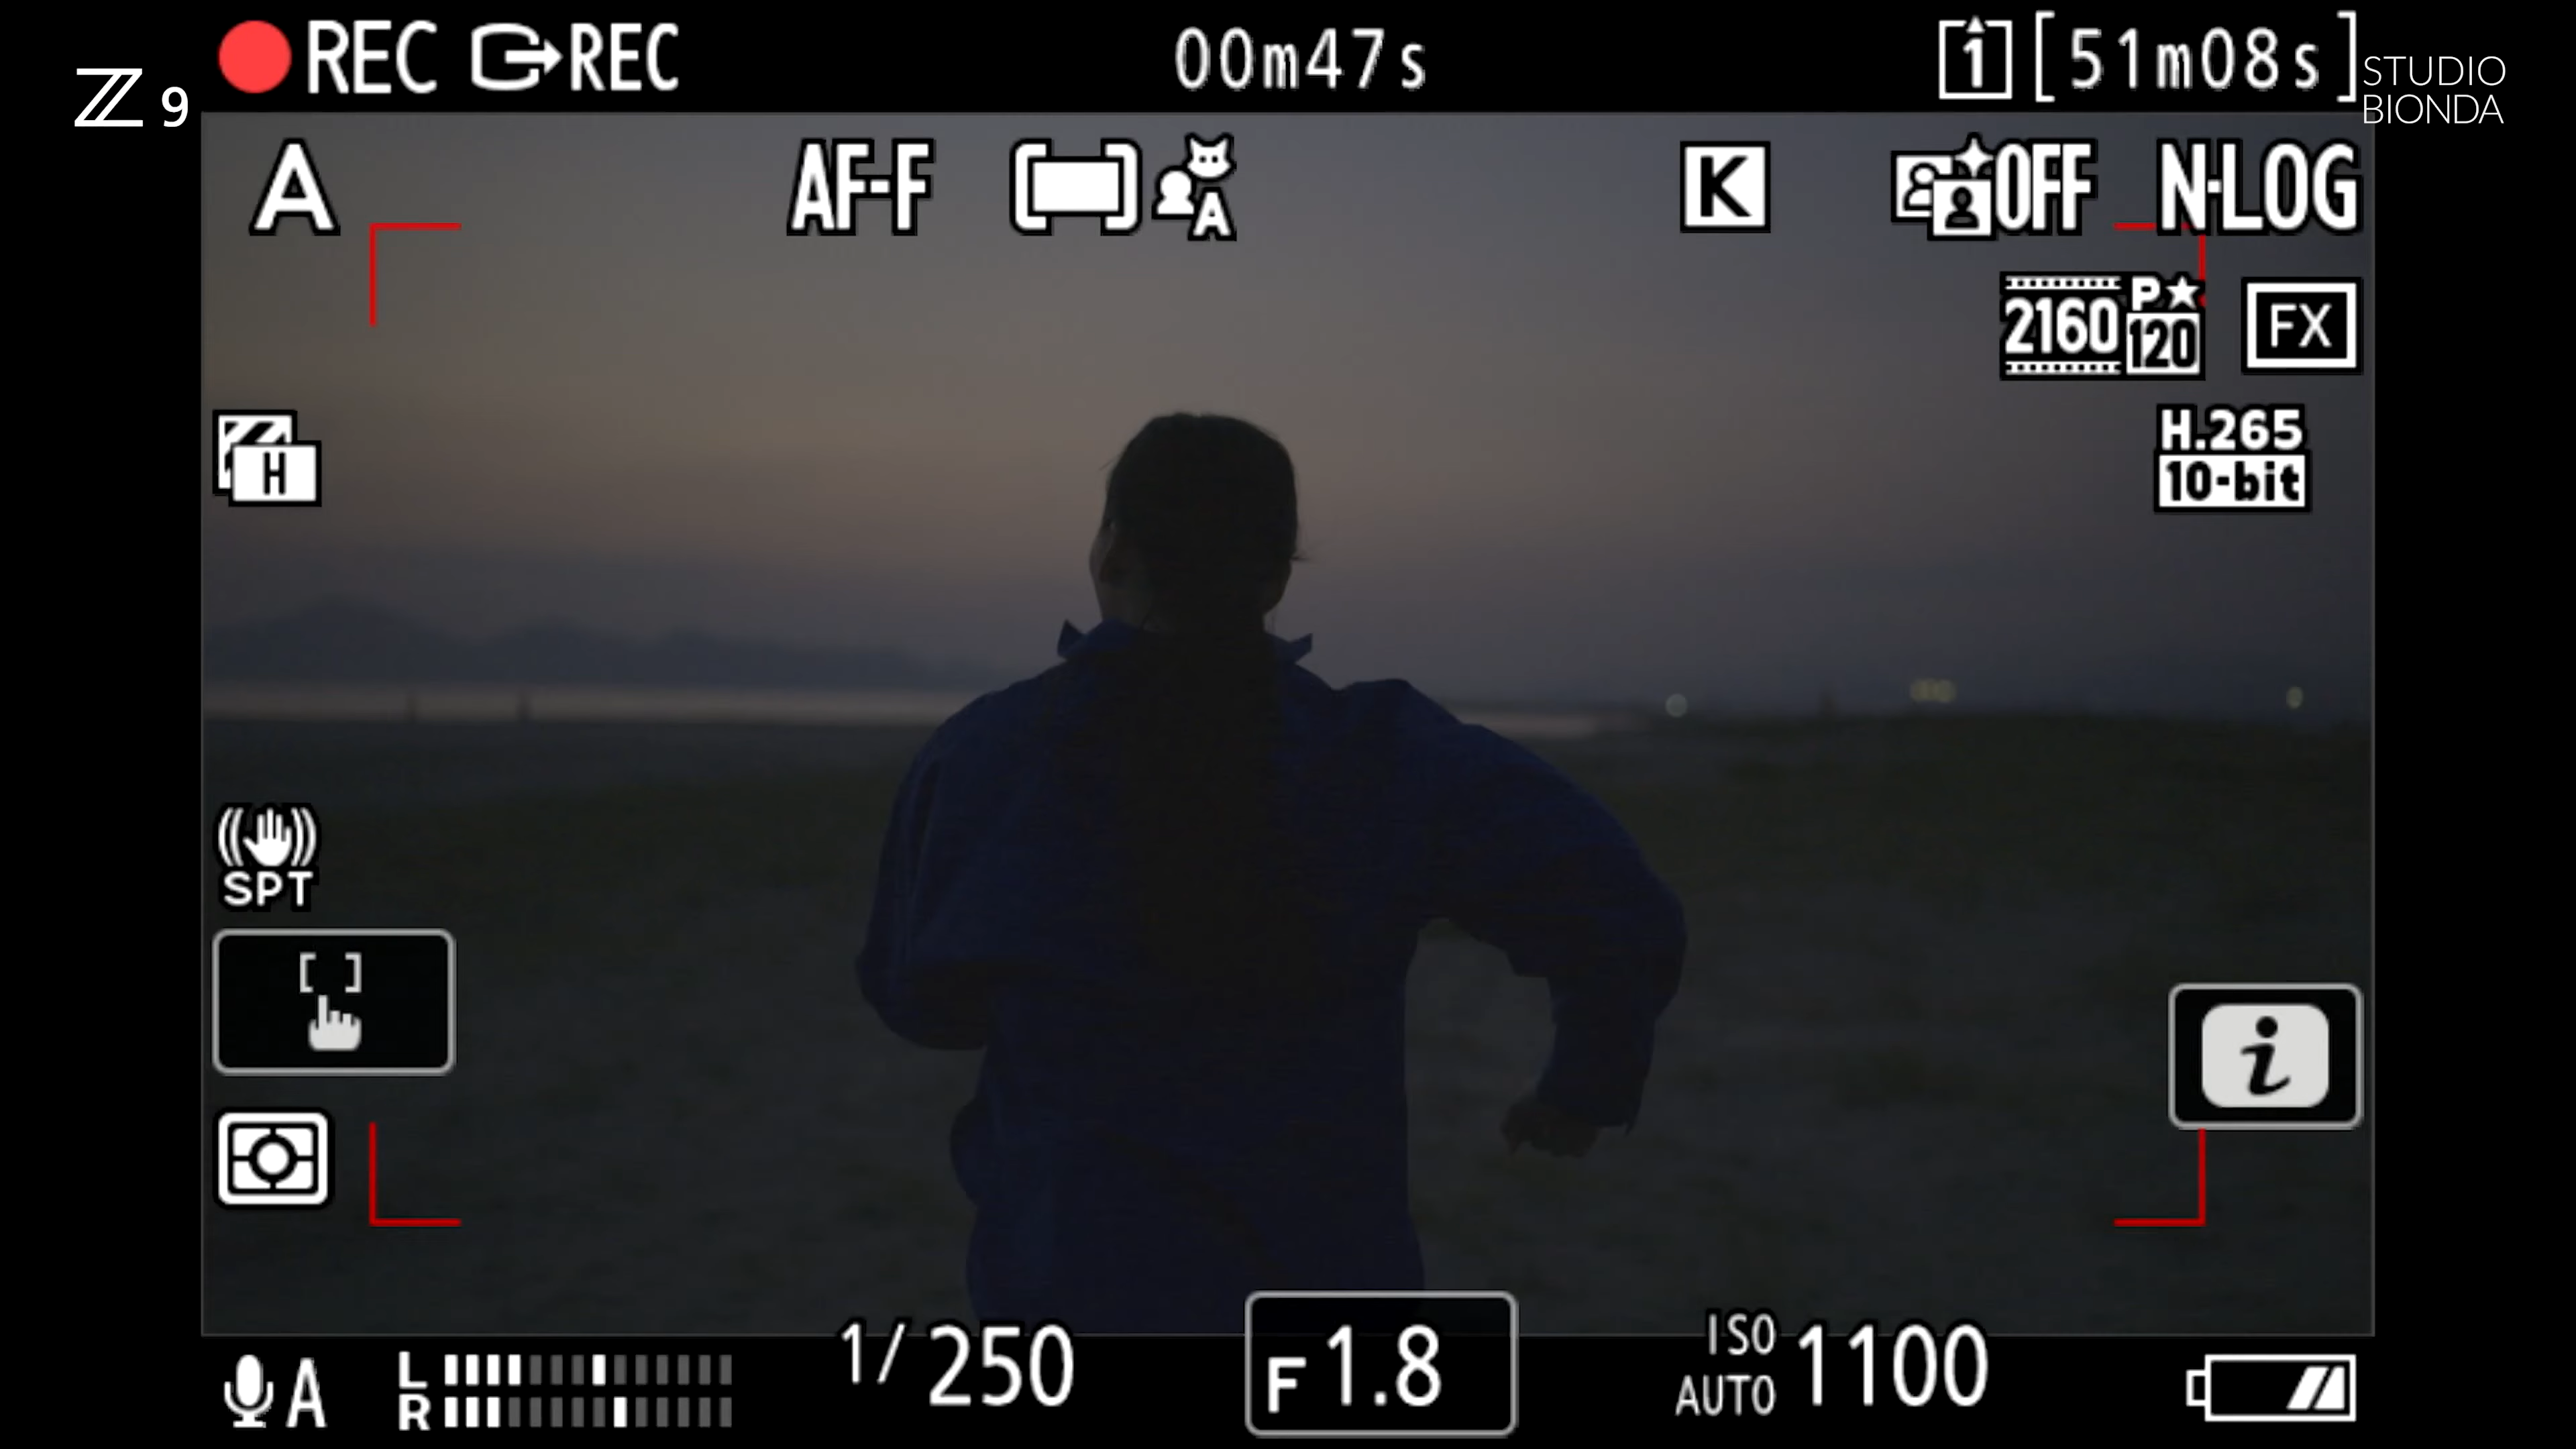 REC REC 00m47s 1 [51m08s]
Z 9
STUDIO
BIONDA
A AF-F A K OFF N-LOG
2160 P★ 120 FX
H
H.265
10-bit
SPT
i
A L R 1/250 F1.8 ISO AUTO 1100